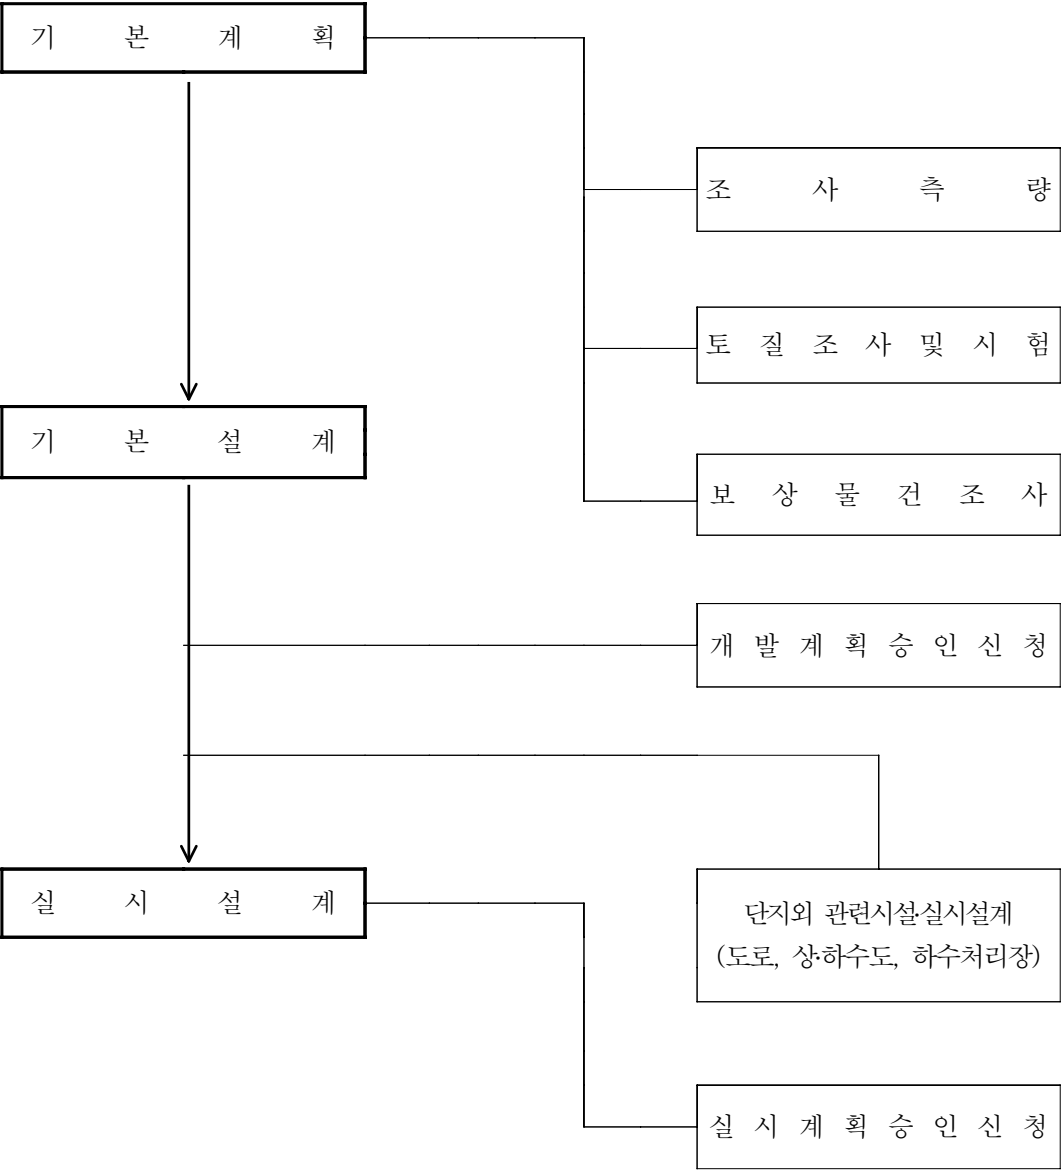 기 본 계 획
조 사 측 량
토 질 조 사 및 시 험
기 본 설 계
보 상 물 건 조 사
개 발 계 획 승 인 신 청
실 시 설 계
단지외 관련시설·실시설계
(도로, 상·하수도, 하수처리장)
실 시 계 획 승 인 신 청